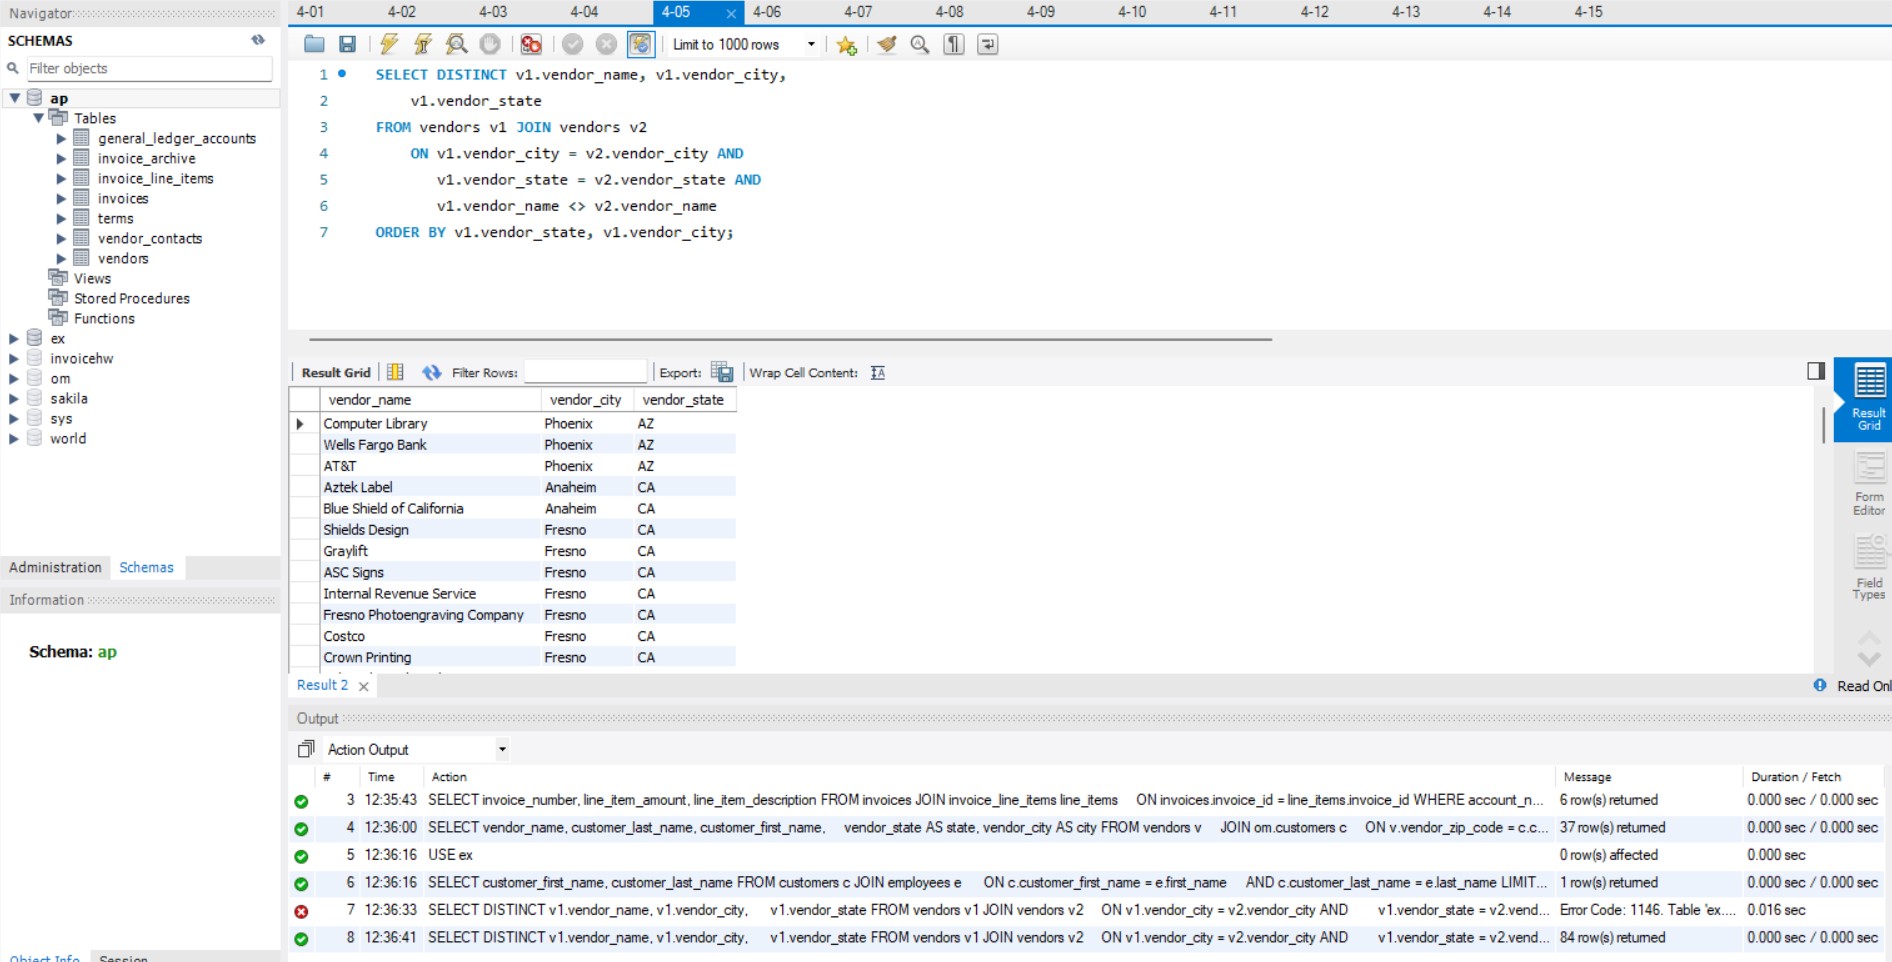 Navigator
SCHEMAS
Filter objects
ap
Tables
general_ledger_accounts
invoice_archive
invoice_line_items
invoices
terms
vendor_contacts
vendors
Views
Stored Procedures
Functions
ex
invoicehw
om
sakila
sys
world
Administration Schemas
Information
Schema: ap
Object Info Session
4-01 4-02 4-03 4-04 4-05 4-06 4-07 4-08 4-09 4-10 4-11 4-12 4-13 4-14 4-15
Limit to 1000 rows
1 SELECT DISTINCT v1.vendor_name, v1.vendor_city,
2 v1.vendor_state
3 FROM vendors v1 JOIN vendors v2
4 ON v1.vendor_city = v2.vendor_city AND
5 v1.vendor_state = v2.vendor_state AND
6 v1.vendor_name <> v2.vendor_name
7 ORDER BY v1.vendor_state, v1.vendor_city;
Result Grid Filter Rows: Export: Wrap Cell Content:
vendor_name vendor_city vendor_state
Computer Library Phoenix AZ
Wells Fargo Bank Phoenix AZ
AT&T Phoenix AZ
Aztek Label Anaheim CA
Blue Shield of California Anaheim CA
Shields Design Fresno CA
Graylift Fresno CA
ASC Signs Fresno CA
Internal Revenue Service Fresno CA
Fresno Photoengraving Company Fresno CA
Costco Fresno CA
Crown Printing Fresno CA
Result Grid
Form Editor
Field Types
Result 2
Read Onl
Output
Action Output
# Time Action Message Duration / Fetch
3 12:35:43 SELECT invoice_number, line_item_amount, line_item_description FROM invoices JOIN invoice_line_items line_items ON invoices.invoice_id = line_items.invoice_id WHERE account_n... 6 row(s) returned 0.000 sec / 0.000 sec
4 12:36:00 SELECT vendor_name, customer_last_name, customer_first_name, vendor_state AS state, vendor_city AS city FROM vendors v JOIN om.customers c ON v.vendor_zip_code = c.c... 37 row(s) returned 0.000 sec / 0.000 sec
5 12:36:16 USE ex 0 row(s) affected 0.000 sec
6 12:36:16 SELECT customer_first_name, customer_last_name FROM customers c JOIN employees e ON c.customer_first_name = e.first_name AND c.customer_last_name = e.last_name LIMIT... 1 row(s) returned 0.000 sec / 0.000 sec
7 12:36:33 SELECT DISTINCT v1.vendor_name, v1.vendor_city, v1.vendor_state FROM vendors v1 JOIN vendors v2 ON v1.vendor_city = v2.vendor_city AND v1.vendor_state = v2.vend... Error Code: 1146. Table 'ex.... 0.016 sec
8 12:36:41 SELECT DISTINCT v1.vendor_name, v1.vendor_city, v1.vendor_state FROM vendors v1 JOIN vendors v2 ON v1.vendor_city = v2.vendor_city AND v1.vendor_state = v2.vend... 84 row(s) returned 0.000 sec / 0.000 sec